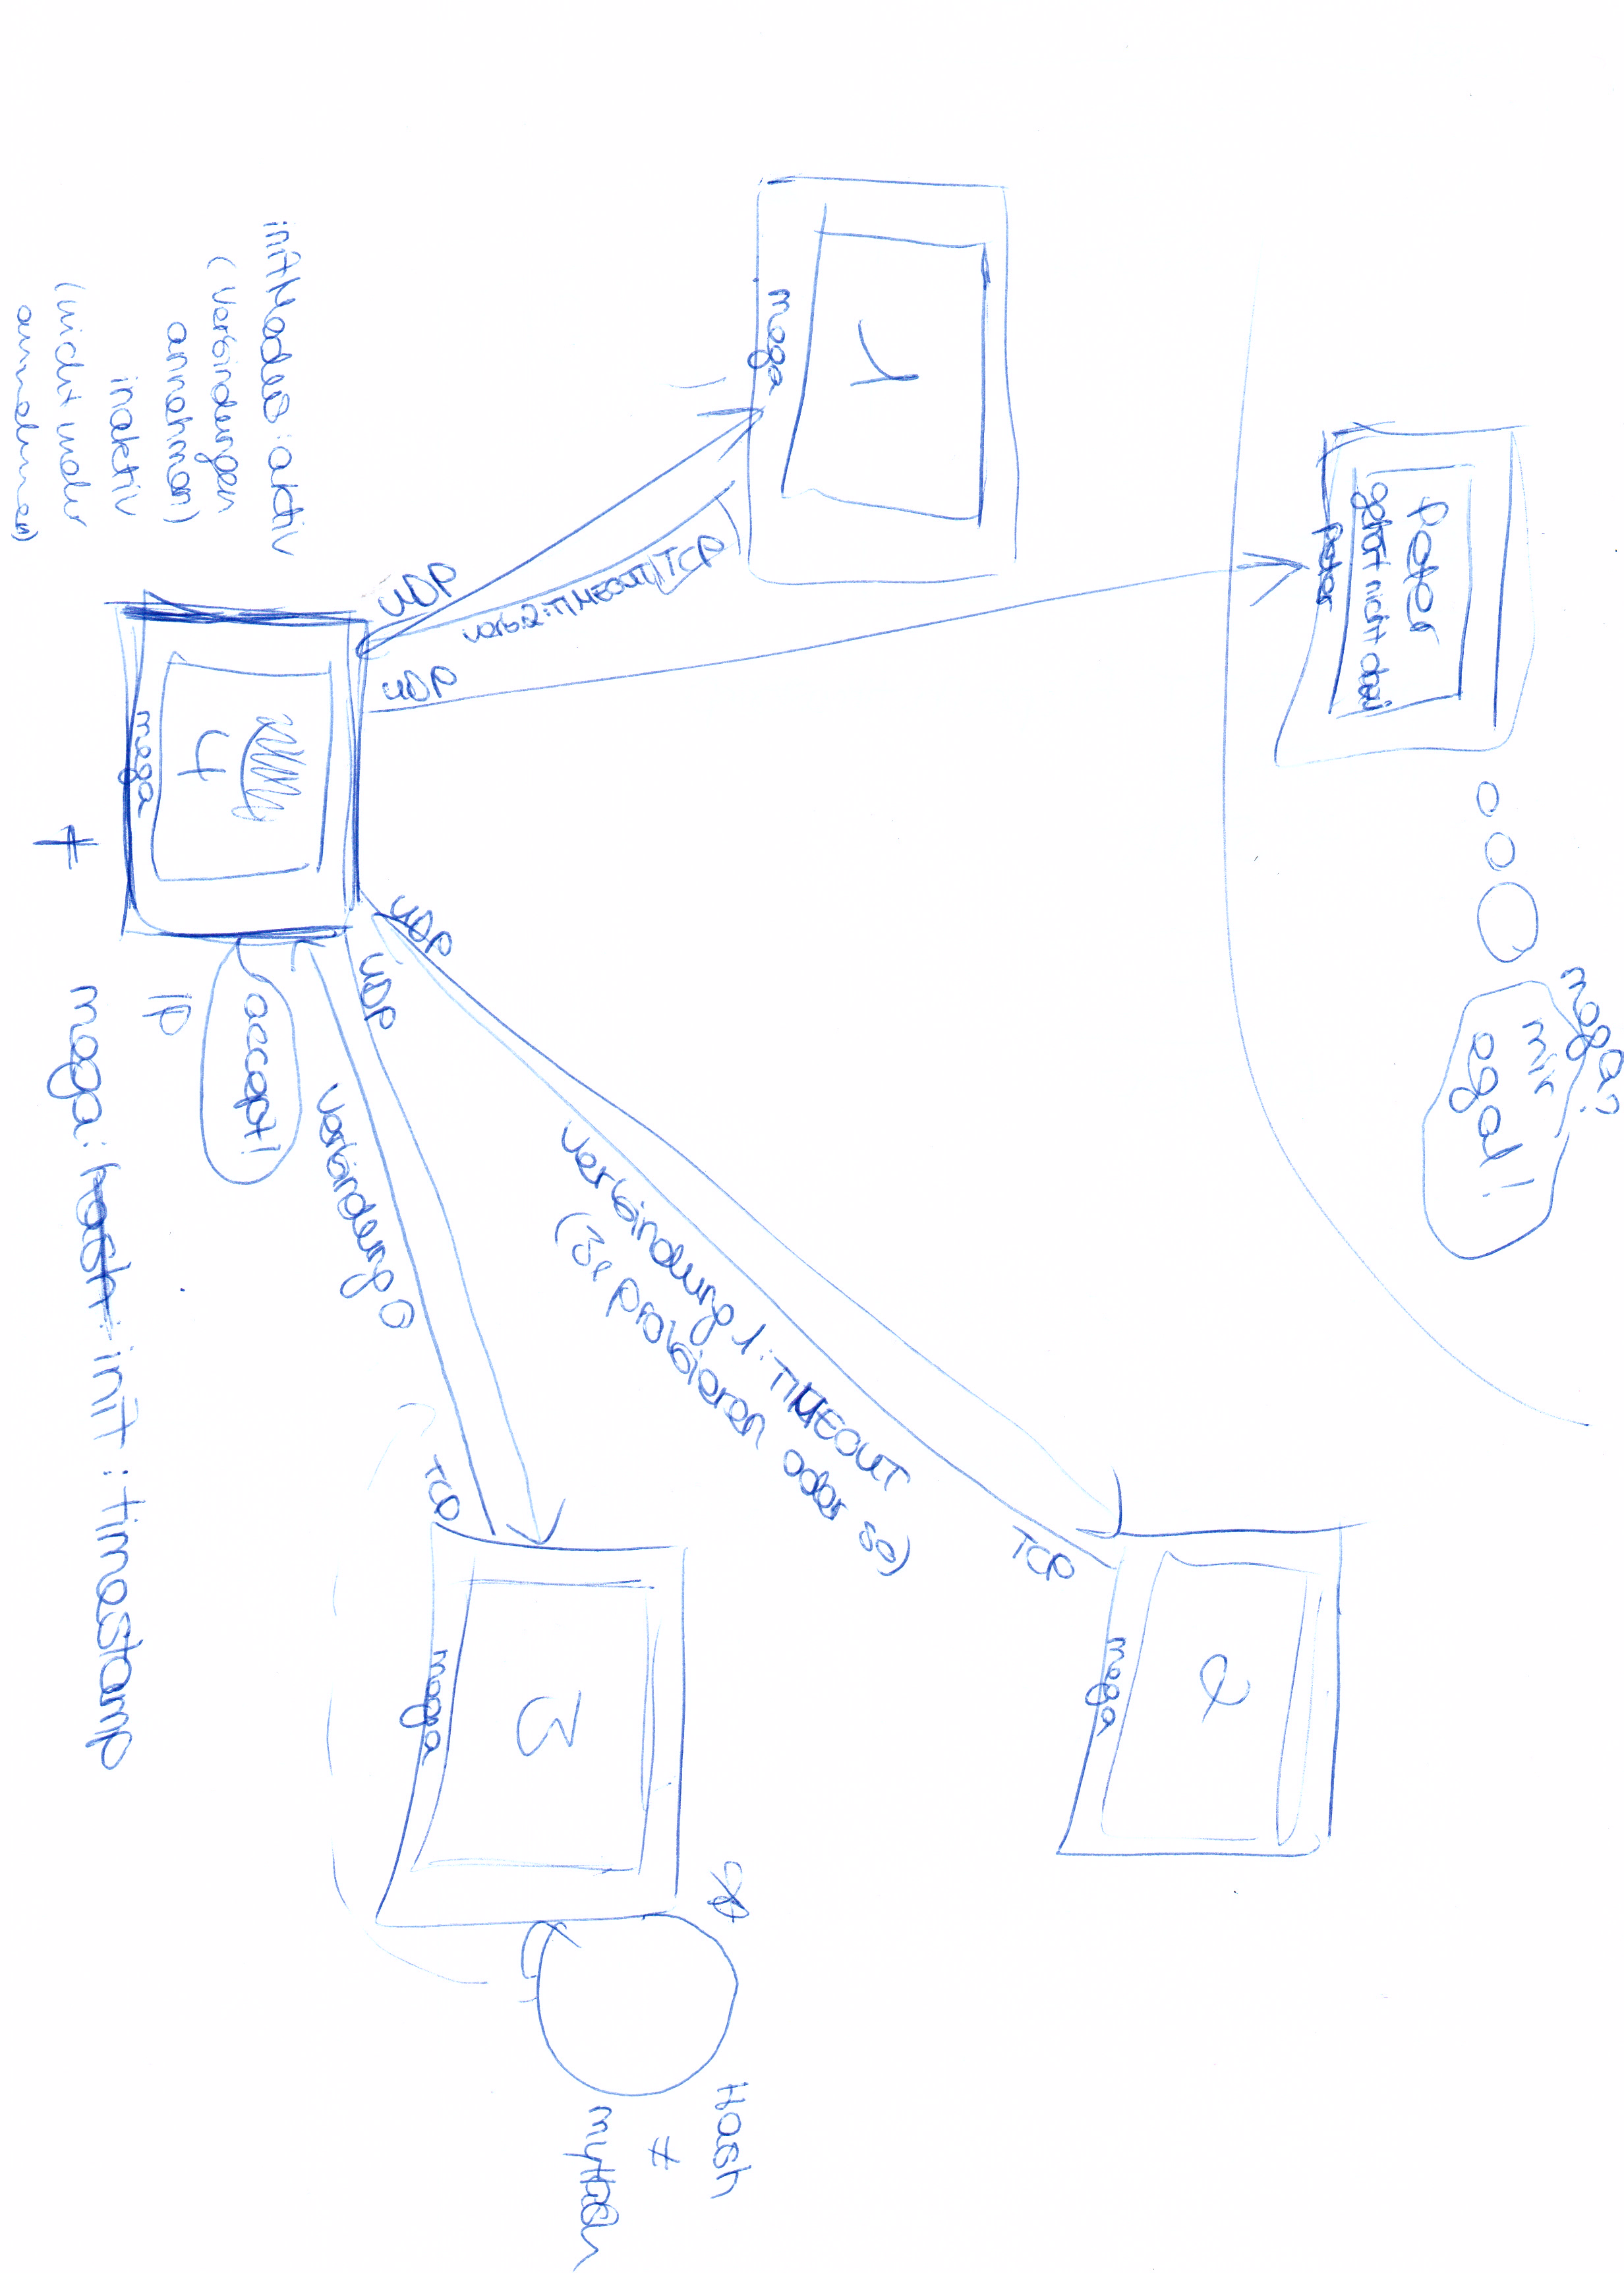 mega?
mir
egal!
Peter
gehört nicht dazu
peter
1
mega
2
mega
UDP
Verb.2:TIMEOUT
TCP
UDP
4
mega
UDP
UDP
TCP
Verbindung 1: TIMEOUT
(3x probieren oder so)
accept!
IP
Verbindung 0
TCP
3
mega
Hash
≠
myHash
: aktiv
(Verbindungen
annehmen)
inaktiv
(nicht mehr
annehmen)
+
mega: hash init : timestamp